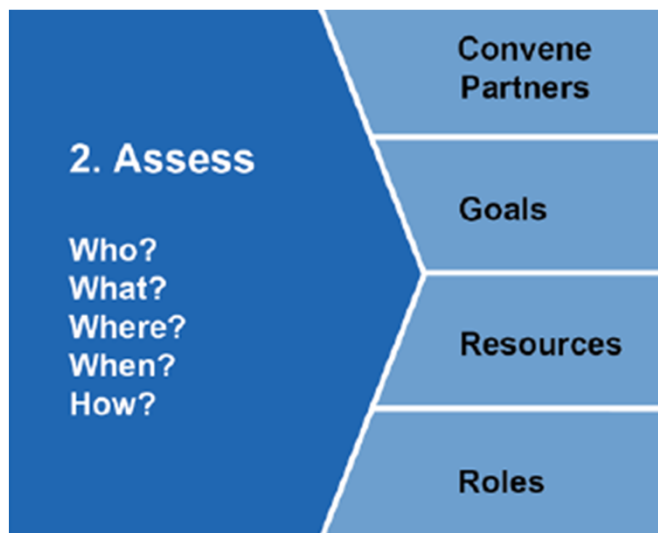 2. Assess
Who?
What?
Where?
When?
How?
Convene
Partners
Goals
Resources
Roles